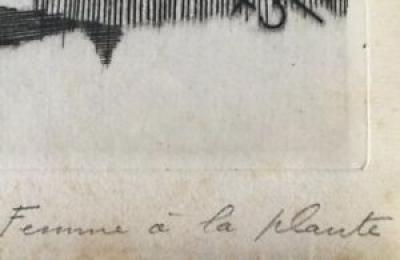 Femme à la plante